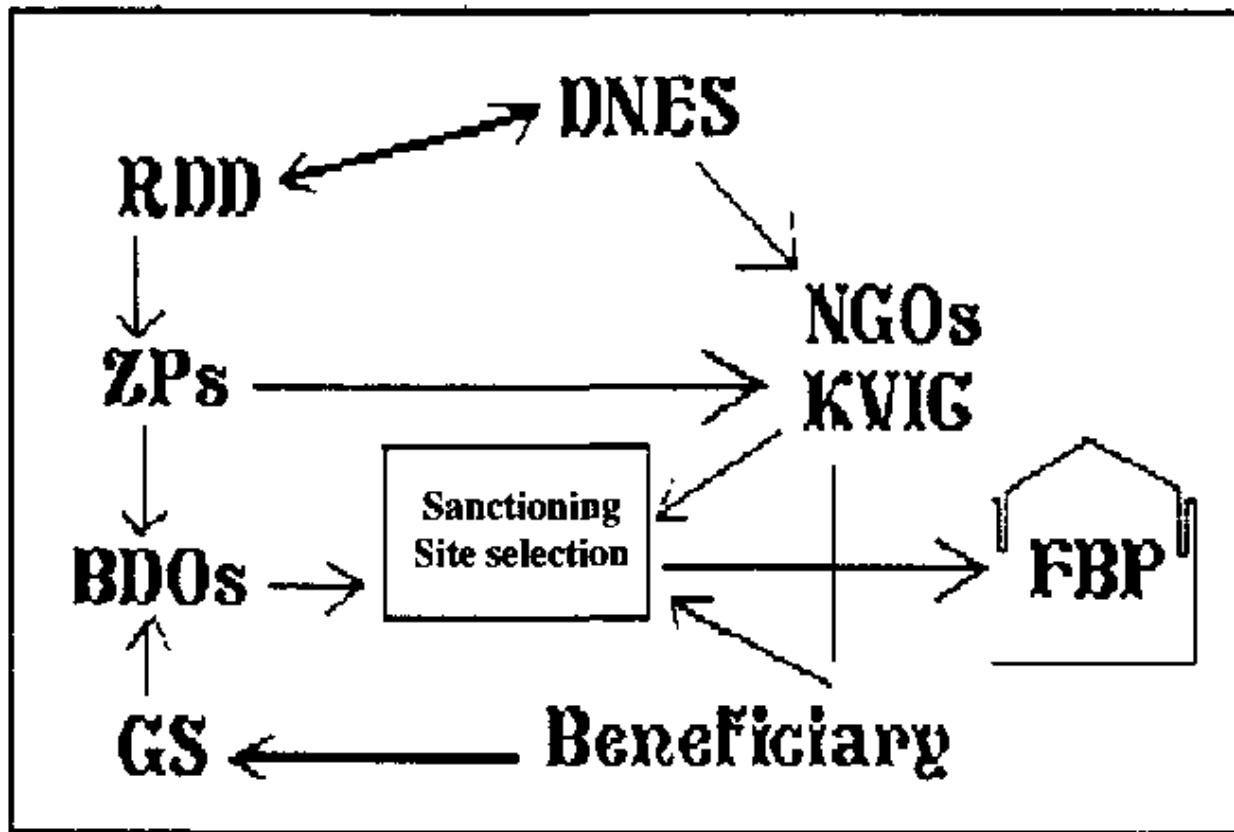 DNES
RDD
NGOs
ZPs
KVIG
Sanctioning
Site selection
BDOs
FBP
GS
Beneficiary